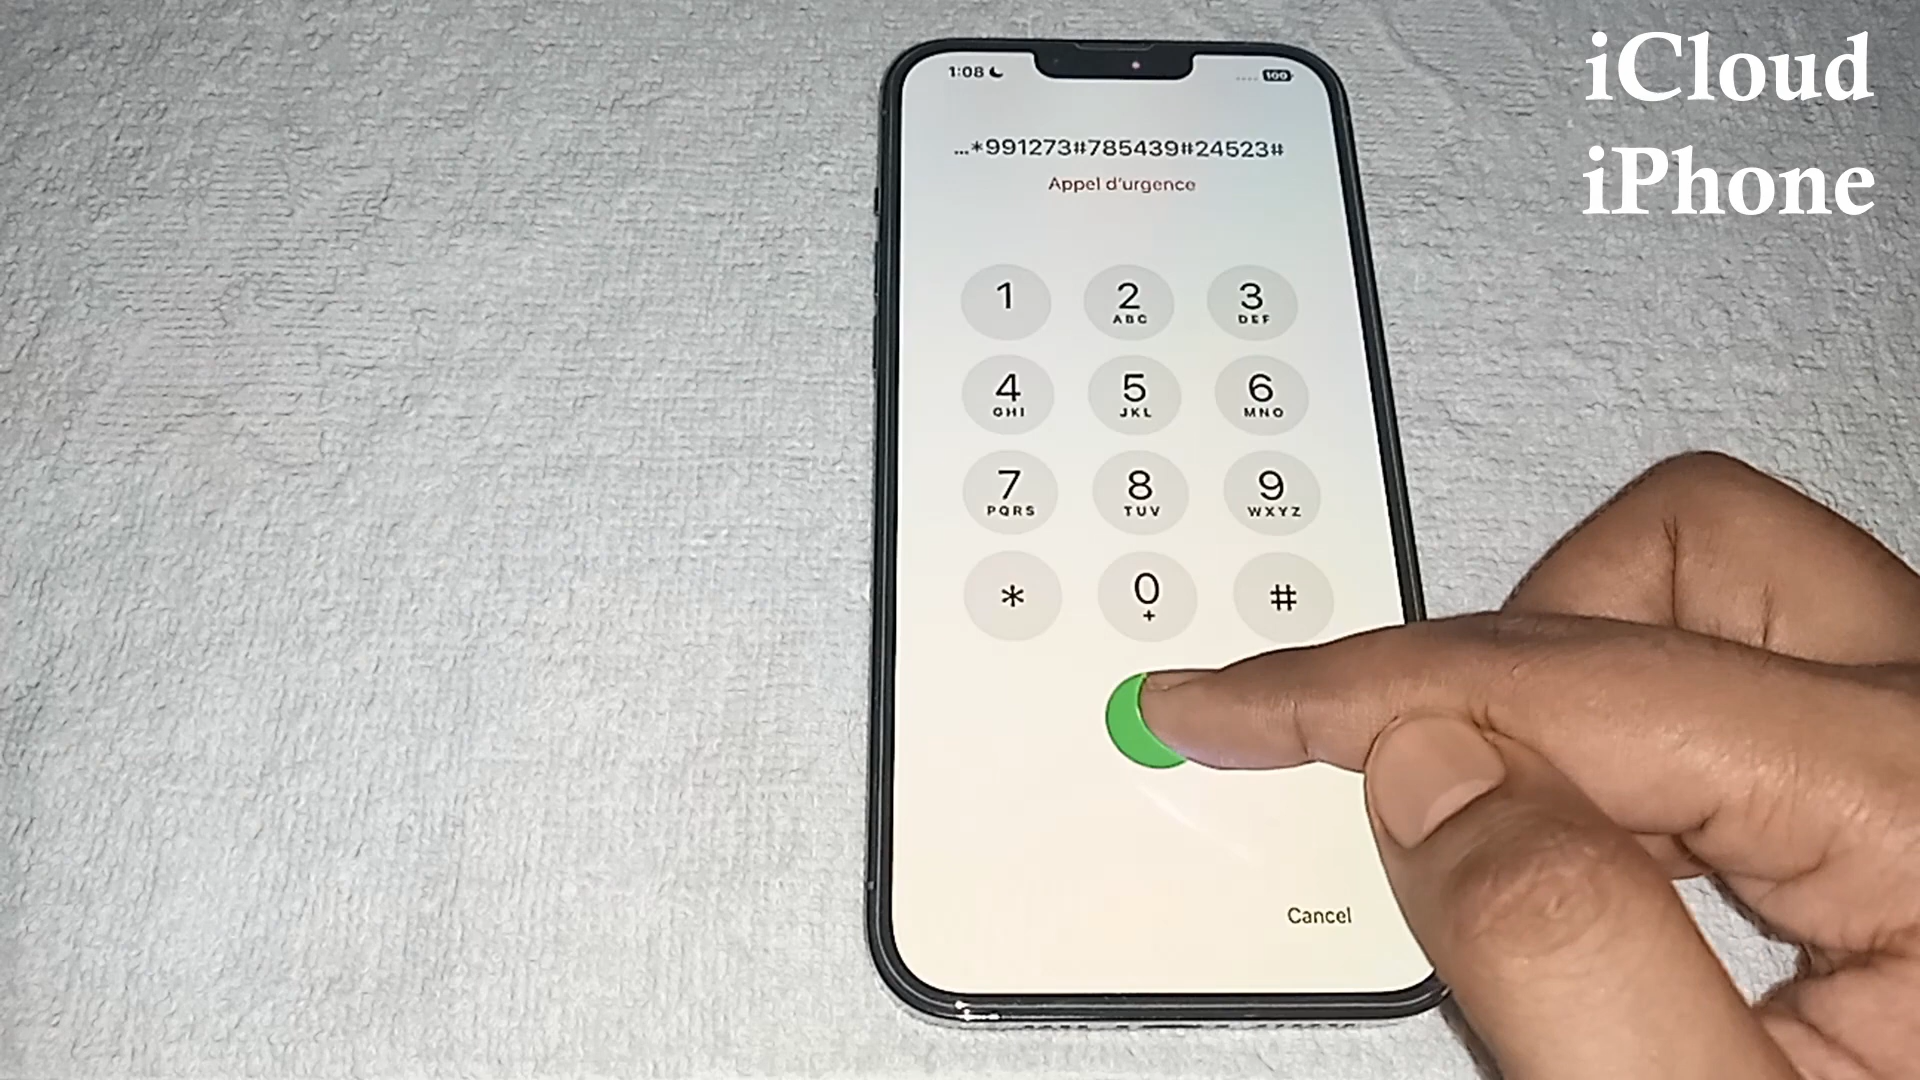 iCloud
iPhone
1:08
100
...*991273#785439#24523#
Appel d'urgence
1
2
3
ABC
DEF
4
5
6
GHI
JKL
MNO
7
8
9
PQRS
TUV
WXYZ
*
0
#
+
Cancel